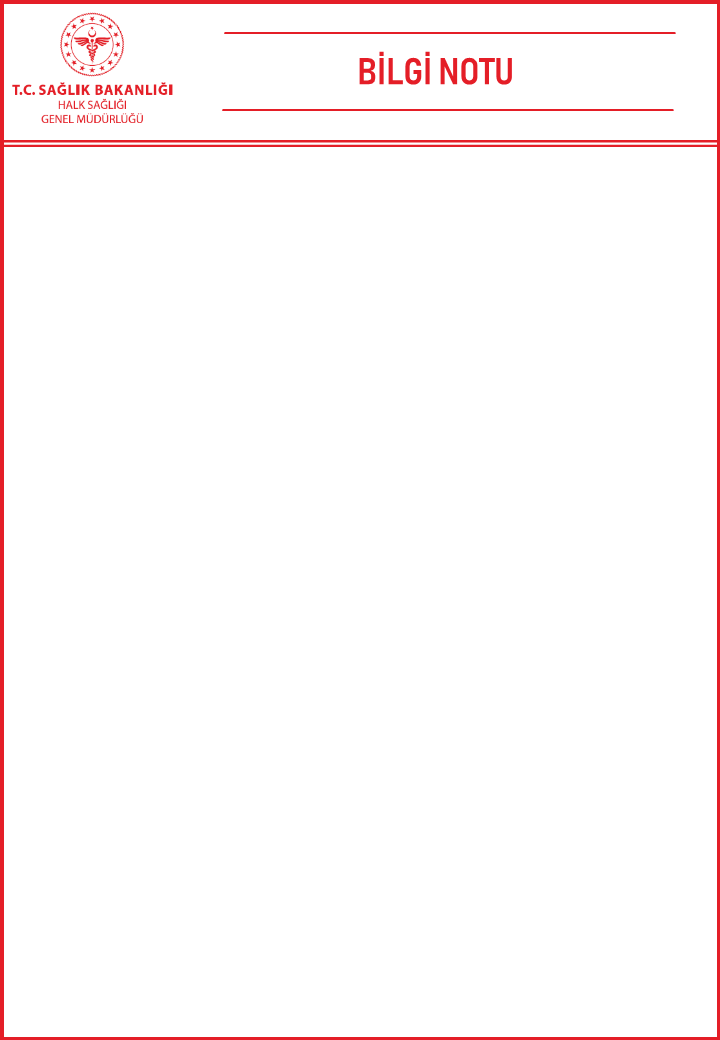 T.C. SAĞLIK BAKANLIĞI
HALK SAĞLIĞI
GENEL MÜDÜRLÜĞÜ
BİLGİ NOTU